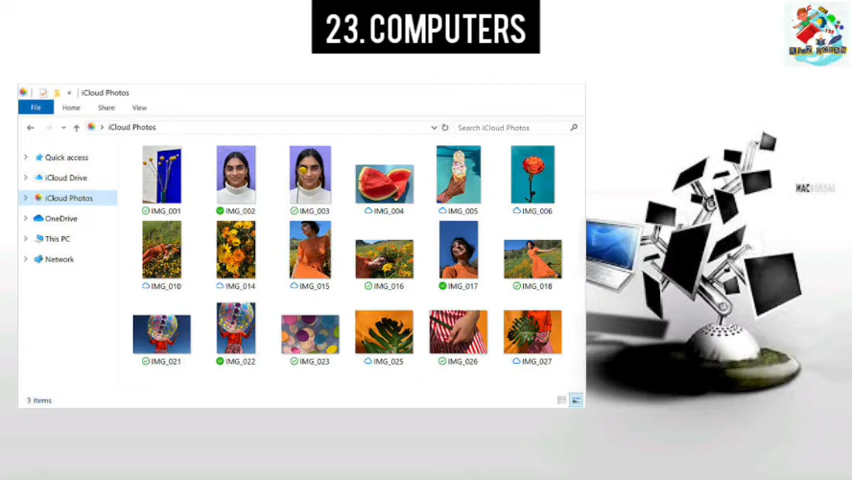 23. COMPUTERS
iCloud Photos
File Home Share View
iCloud Photos
Search iCloud Photos
Quick access
iCloud Drive
iCloud Photos
OneDrive
This PC
Network
IMG_001 IMG_002 IMG_003 IMG_004 IMG_005 IMG_006
IMG_010 IMG_014 IMG_015 IMG_016 IMG_017 IMG_018
IMG_021 IMG_022 IMG_023 IMG_025 IMG_026 IMG_027
3 items